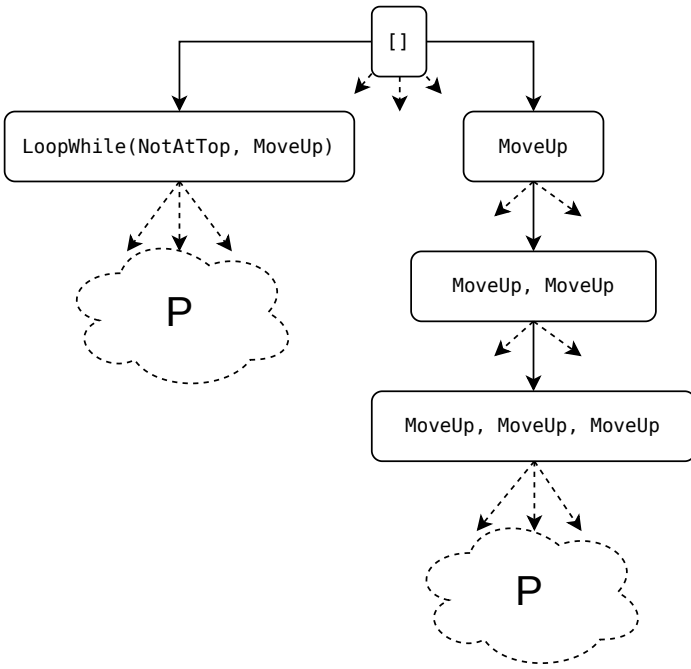 []
LoopWhile(NotAtTop, MoveUp)
MoveUp
P
MoveUp, MoveUp
MoveUp, MoveUp, MoveUp
P